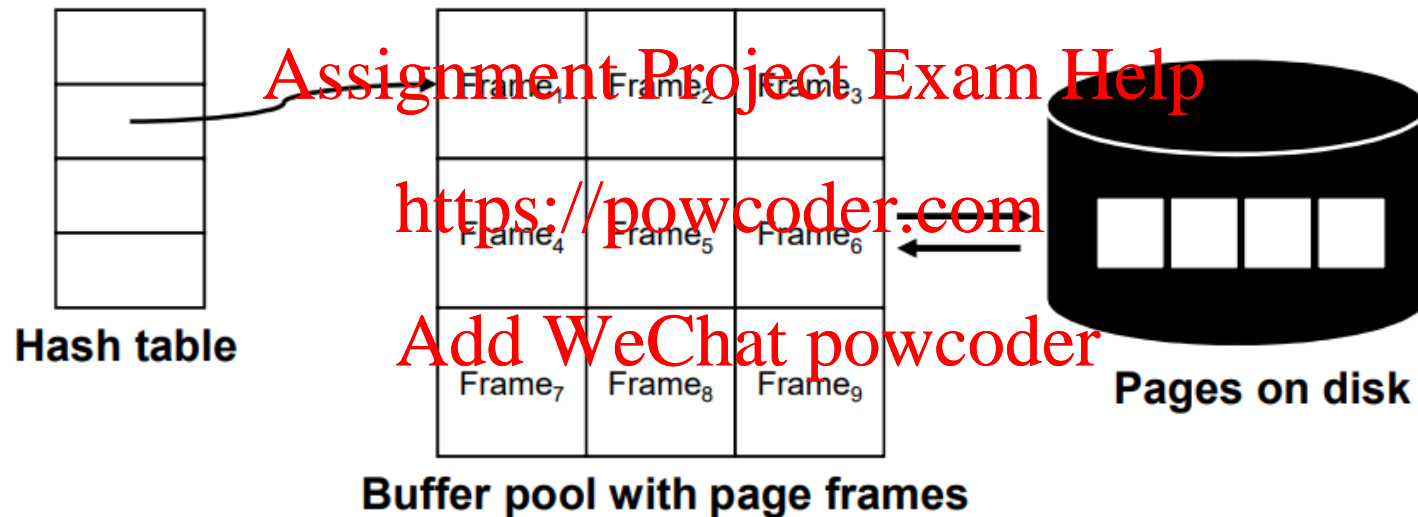 Assignment Project Exam Help
Frame₁ Frame₂ Frame₃
https://powcoder.com
Frame₄ Frame₅ Frame₆
Hash table
Add WeChat powcoder
Frame₇ Frame₈ Frame₉
Pages on disk
Buffer pool with page frames